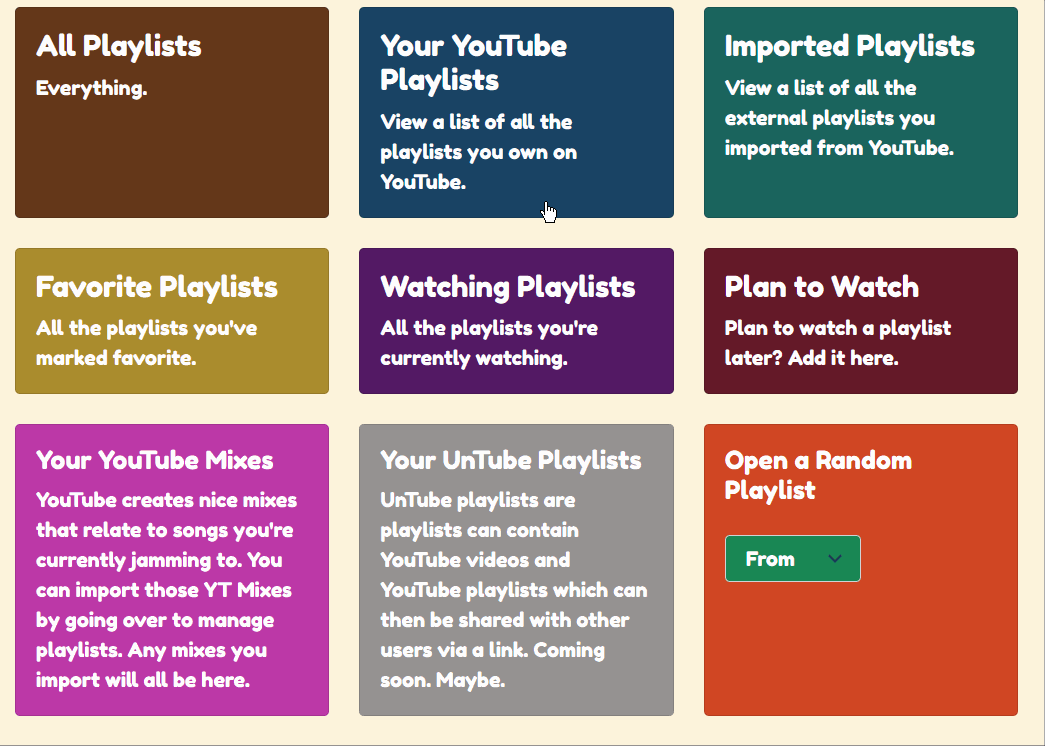 All Playlists
Everything.
Your YouTube
Playlists
View a list of all the
playlists you own on
YouTube.
Imported Playlists
View a list of all the
external playlists you
imported from YouTube.
Favorite Playlists
All the playlists you've
marked favorite.
Watching Playlists
All the playlists you're
currently watching.
Plan to Watch
Plan to watch a playlist
later? Add it here.
Your YouTube Mixes
YouTube creates nice mixes
that relate to songs you're
currently jamming to. You
can import those YT Mixes
by going over to manage
playlists. Any mixes you
import will all be here.
Your UnTube Playlists
UnTube playlists are
playlists can contain
YouTube videos and
YouTube playlists which can
then be shared with other
users via a link. Coming
soon. Maybe.
Open a Random
Playlist
From